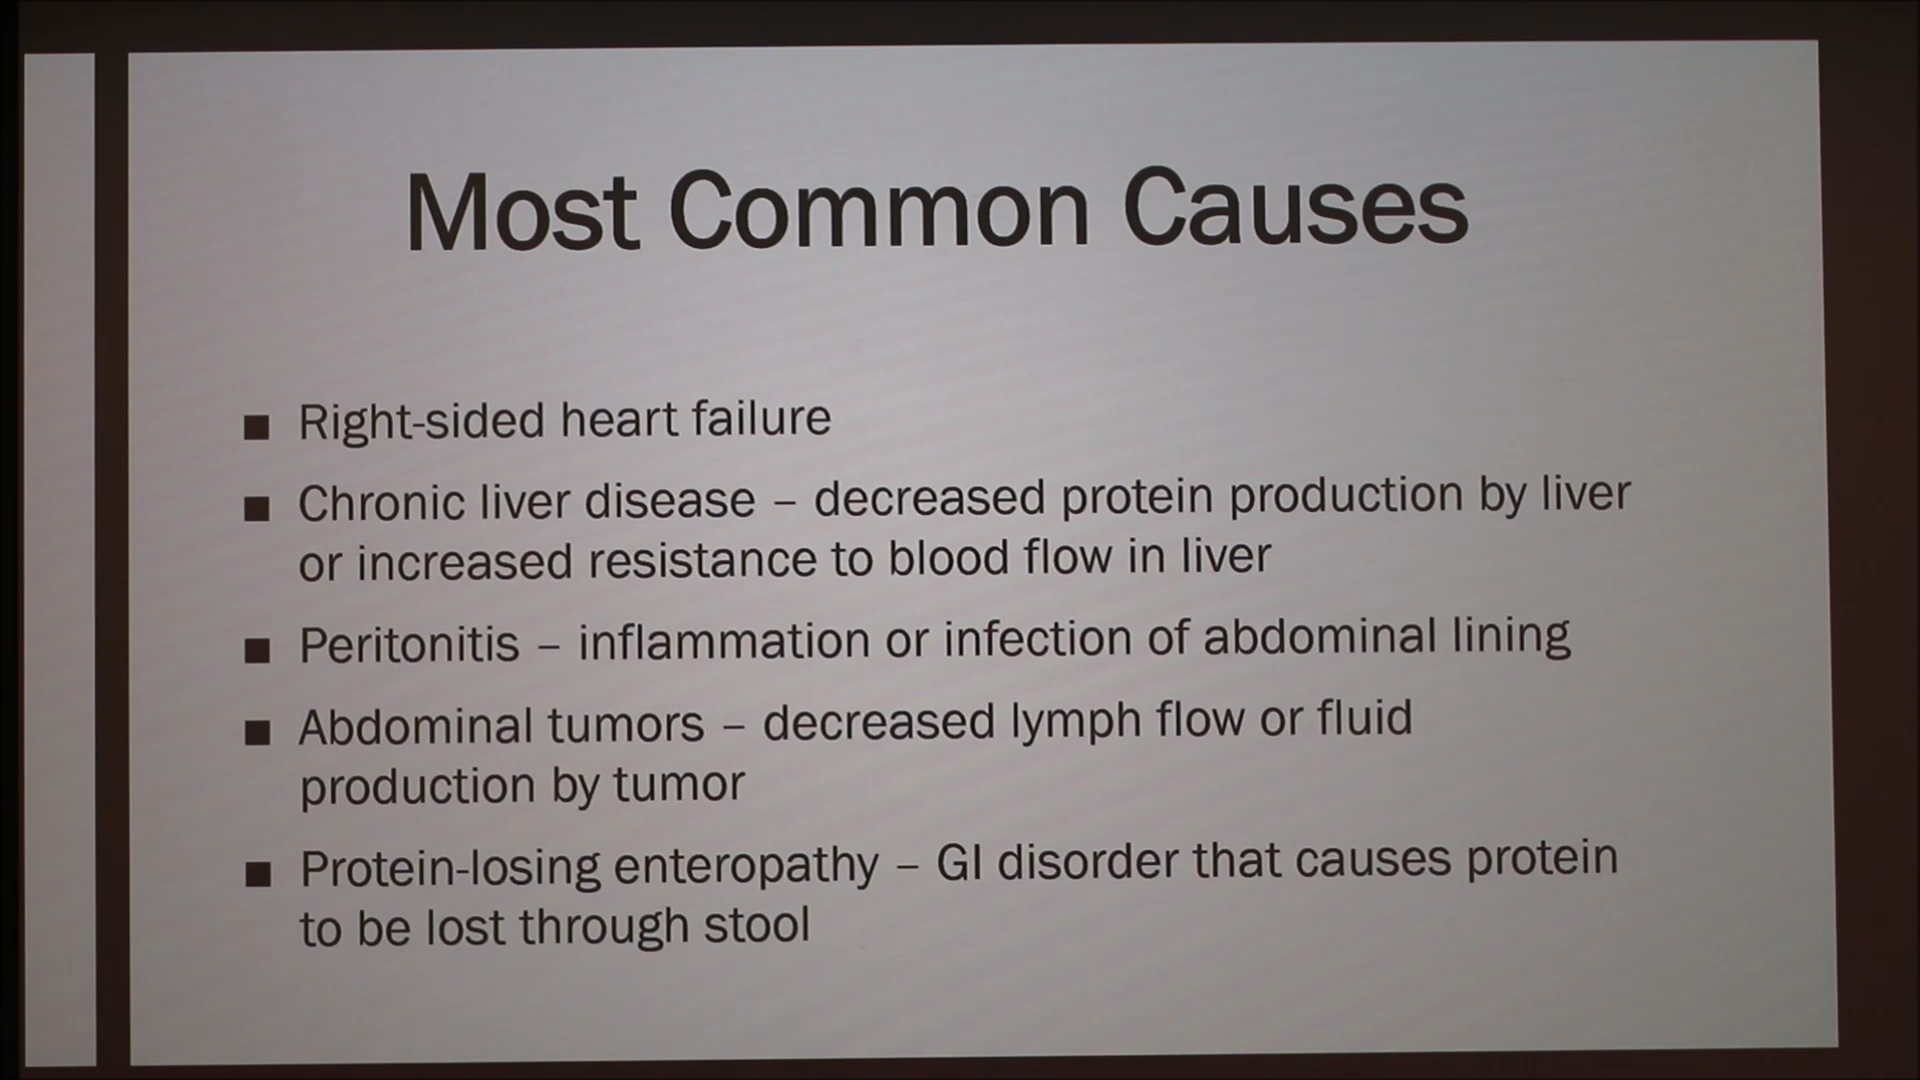 Most Common Causes
■ Right-sided heart failure
■ Chronic liver disease – decreased protein production by liver
or increased resistance to blood flow in liver
■ Peritonitis – inflammation or infection of abdominal lining
■ Abdominal tumors – decreased lymph flow or fluid
production by tumor
■ Protein-losing enteropathy – GI disorder that causes protein
to be lost through stool